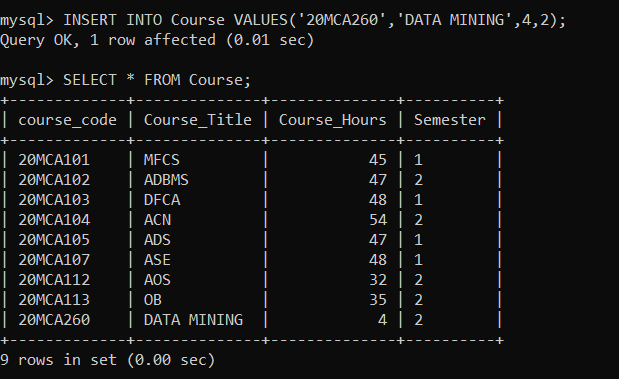 mysql> INSERT INTO Course VALUES('20MCA260','DATA MINING',4,2);
Query OK, 1 row affected (0.01 sec)
mysql> SELECT * FROM Course;
+-------------+--------------+--------------+----------+
| course_code | Course_Title | Course_Hours | Semester |
+-------------+--------------+--------------+----------+
| 20MCA101    | MFCS         |           45 | 1        |
| 20MCA102    | ADBMS        |           47 | 2        |
| 20MCA103    | DFCA         |           48 | 1        |
| 20MCA104    | ACN          |           54 | 2        |
| 20MCA105    | ADS          |           47 | 1        |
| 20MCA107    | ASE          |           48 | 1        |
| 20MCA112    | AOS          |           32 | 2        |
| 20MCA113    | OB           |           35 | 2        |
| 20MCA260    | DATA MINING  |            4 | 2        |
+-------------+--------------+--------------+----------+
9 rows in set (0.00 sec)